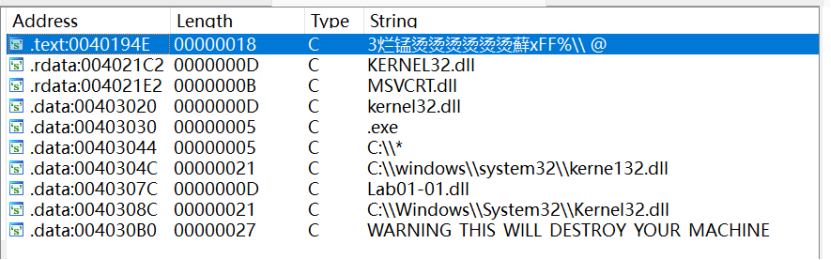 Address Length Type String
.text:0040194E 00000018 C 3烂锰烫烫烫烫烫烫蘚xFF%\\ @
.rdata:004021C2 0000000D C KERNEL32.dll
.rdata:004021E2 0000000B C MSVCRT.dll
.data:00403020 0000000D C kernel32.dll
.data:00403030 00000005 C .exe
.data:00403044 00000005 C C:\\*
.data:0040304C 00000021 C C:\\windows\\system32\\kerne132.dll
.data:0040307C 0000000D C Lab01-01.dll
.data:0040308C 00000021 C C:\\Windows\\System32\\Kernel32.dll
.data:004030B0 00000027 C WARNING THIS WILL DESTROY YOUR MACHINE